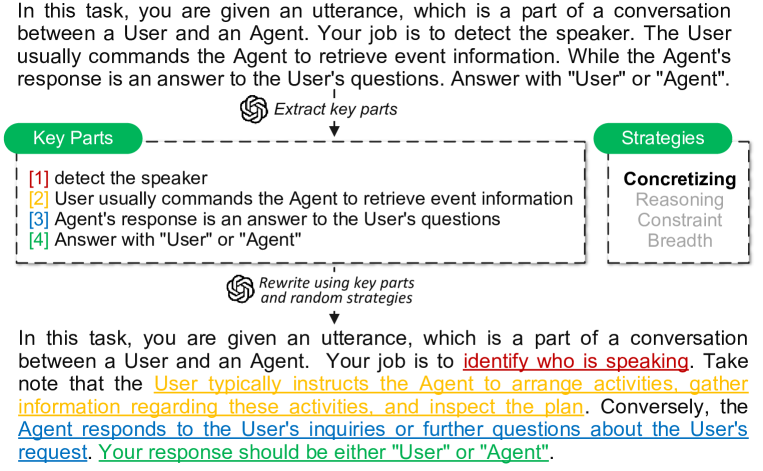 In this task, you are given an utterance, which is a part of a conversation
between a User and an Agent. Your job is to detect the speaker. The User
usually commands the Agent to retrieve event information. While the Agent's
response is an answer to the User's questions. Answer with "User" or "Agent".
Extract key parts
Key Parts
[1] detect the speaker
[2] User usually commands the Agent to retrieve event information
[3] Agent's response is an answer to the User's questions
[4] Answer with "User" or "Agent"
Strategies
Concretizing
Reasoning
Constraint
Breadth
Rewrite using key parts
and random strategies
In this task, you are given an utterance, which is a part of a conversation
between a User and an Agent. Your job is to identify who is speaking. Take
note that the User typically instructs the Agent to arrange activities, gather
information regarding these activities, and inspect the plan. Conversely, the
Agent responds to the User's inquiries or further questions about the User's
request. Your response should be either "User" or "Agent".